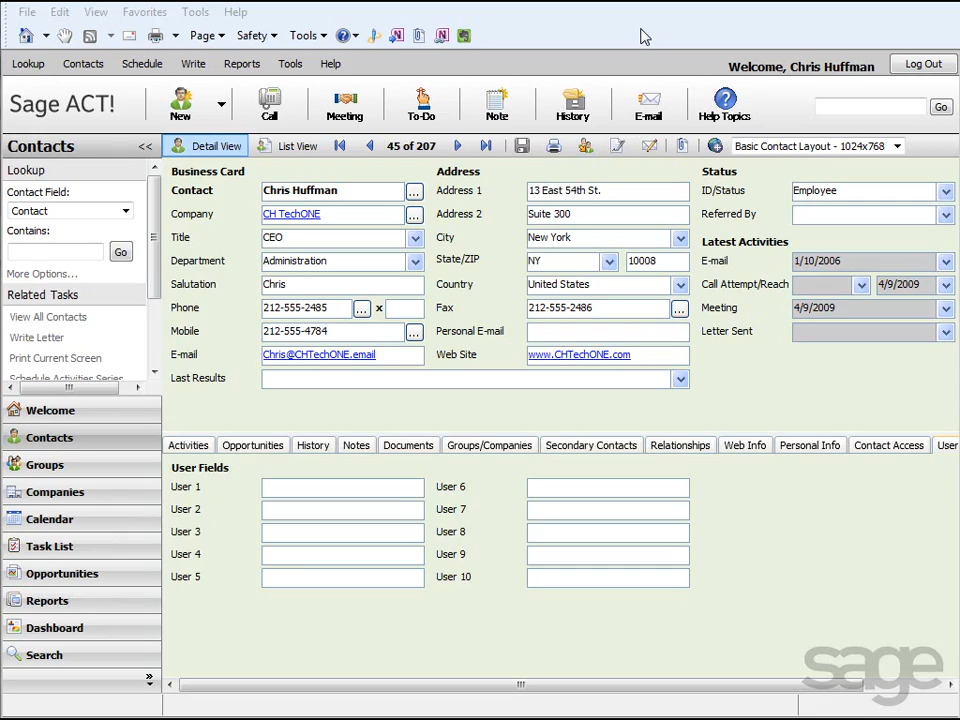 File Edit View Favorites Tools Help
Page Safety Tools
Lookup Contacts Schedule Write Reports Tools Help Welcome, Chris Huffman Log Out
Sage ACT! New Call Meeting To-Do Note History E-mail Help Topics Go
Contacts << Detail View List View 45 of 207 Basic Contact Layout - 1024x768
Lookup
Contact Field:
Contact
Contains:
Go
More Options...
Related Tasks
View All Contacts
Write Letter
Print Current Screen
Schedule Activities Series
Welcome
Contacts
Groups
Companies
Calendar
Task List
Opportunities
Reports
Dashboard
Search
Business Card
Contact Chris Huffman ...
Company CH TechONE ...
Title CEO
Department Administration
Salutation Chris
Phone 212-555-2485 ... x
Mobile 212-555-4784 ...
E-mail Chris@CHTechONE.email
Last Results
Address
Address 1 13 East 54th St.
Address 2 Suite 300
City New York
State/ZIP NY 10008
Country United States
Fax 212-555-2486 ...
Personal E-mail
Web Site www.CHTechONE.com
Status
ID/Status Employee
Referred By
Latest Activities
E-mail 1/10/2006
Call Attempt/Reach 4/9/2009
Meeting 4/9/2009
Letter Sent
Activities Opportunities History Notes Documents Groups/Companies Secondary Contacts Relationships Web Info Personal Info Contact Access User
User Fields
User 1 User 6
User 2 User 7
User 3 User 8
User 4 User 9
User 5 User 10
sage